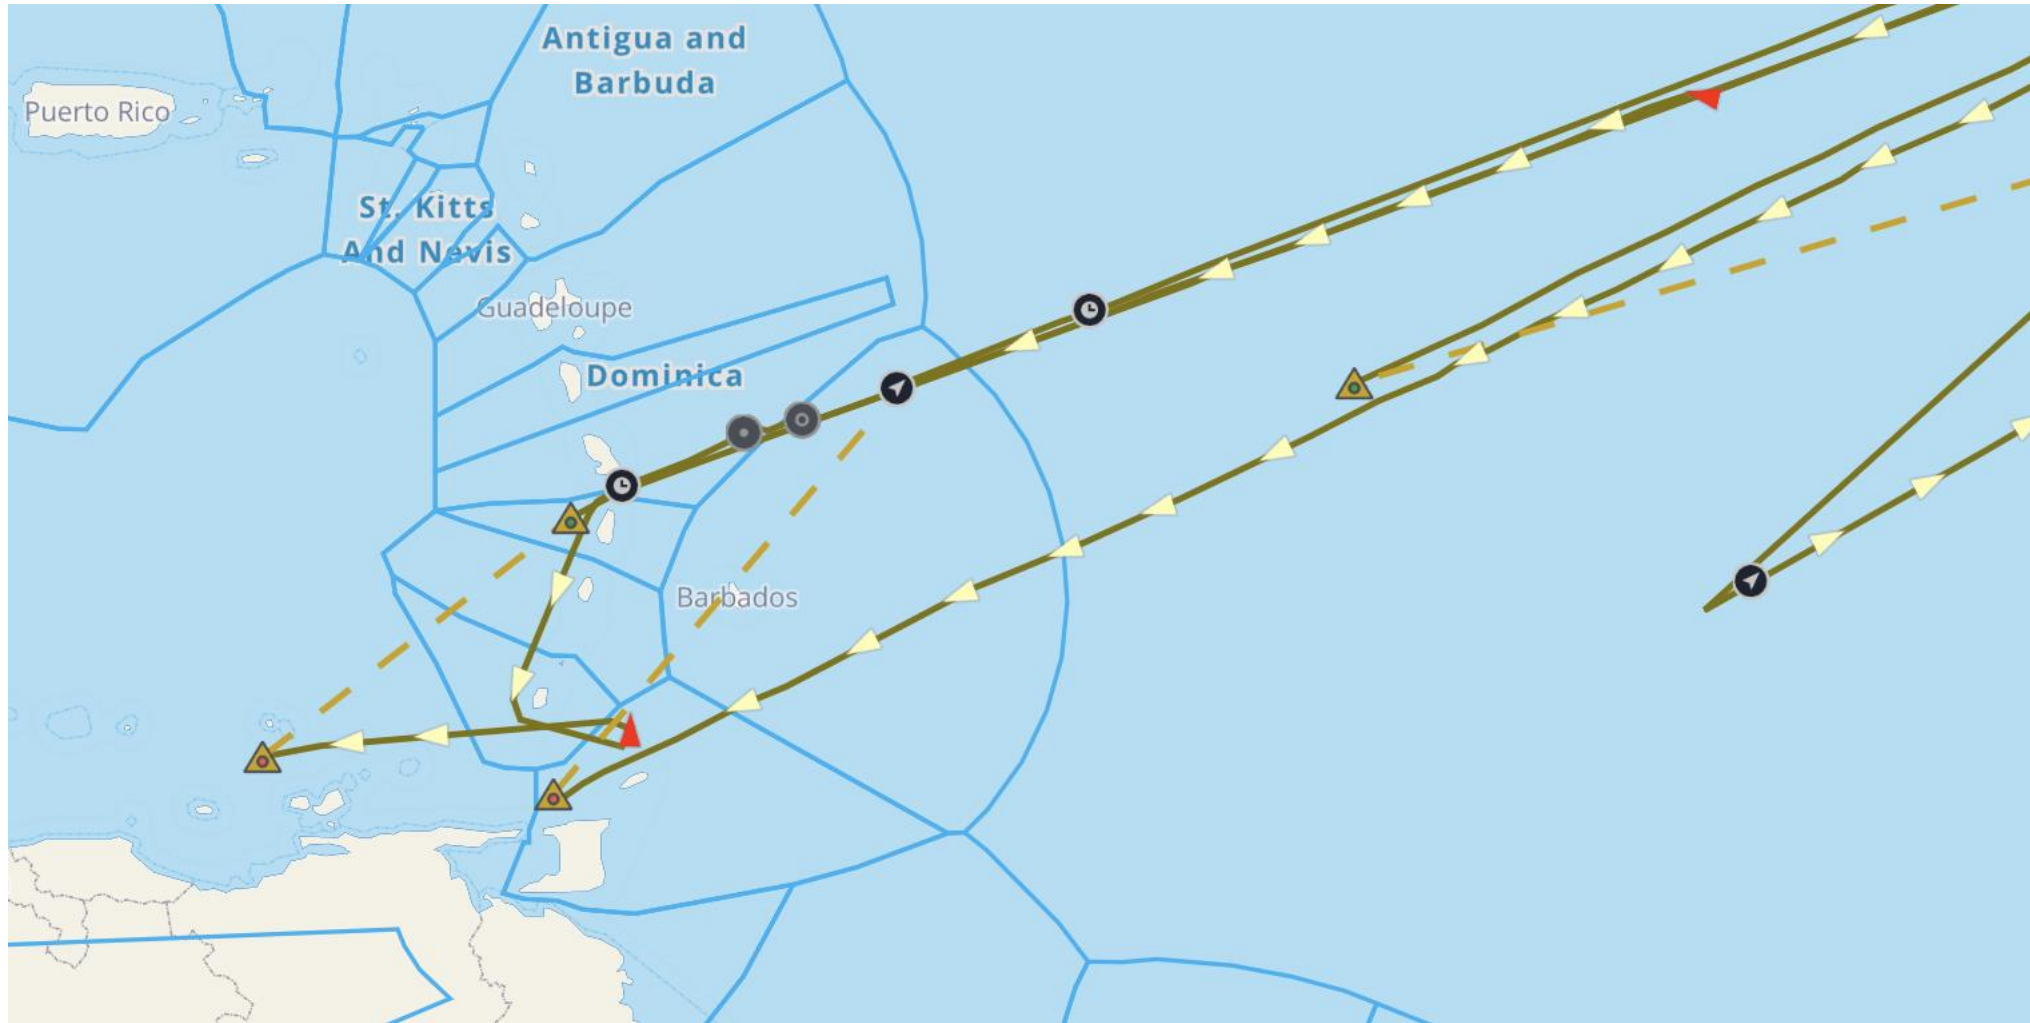 Antigua and
Barbuda
Puerto Rico
St. Kitts
And Nevis
Guadeloupe
Dominica
Barbados